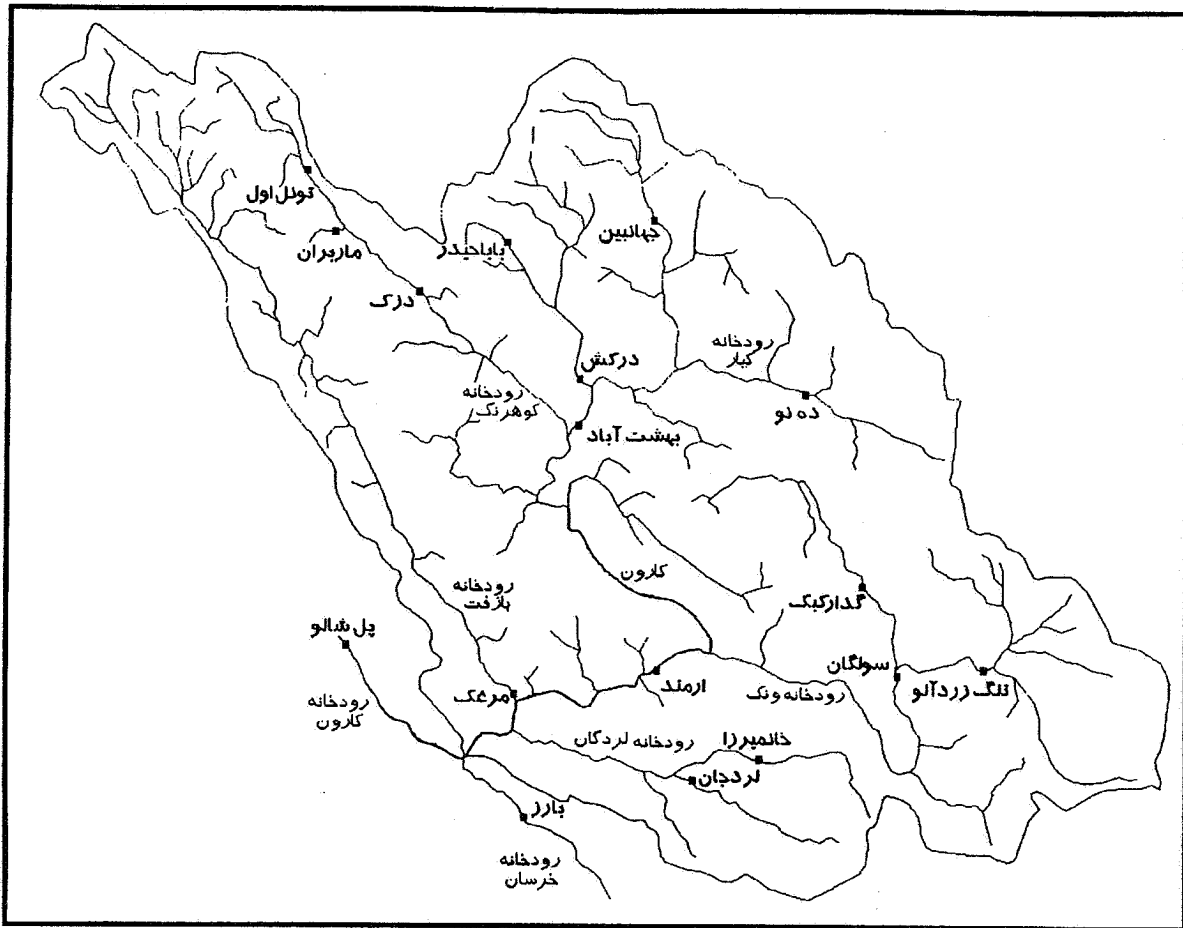 تونل اول
ماربران
باباحیدر
جهانبین
دزک
درکش
رودخانه
کیار
ده نو
رودخانه
کوهرنگ
بهشت آباد
کارون
رودخانه
بازفت
گدارکبک
پل شالو
سولگان
تنگ زردآلو
ارمند
رودخانه ونک
مرغک
رودخانه
کارون
رودخانه لردگان
خانمیرزا
لردجان
بارز
رودخانه
خرسان